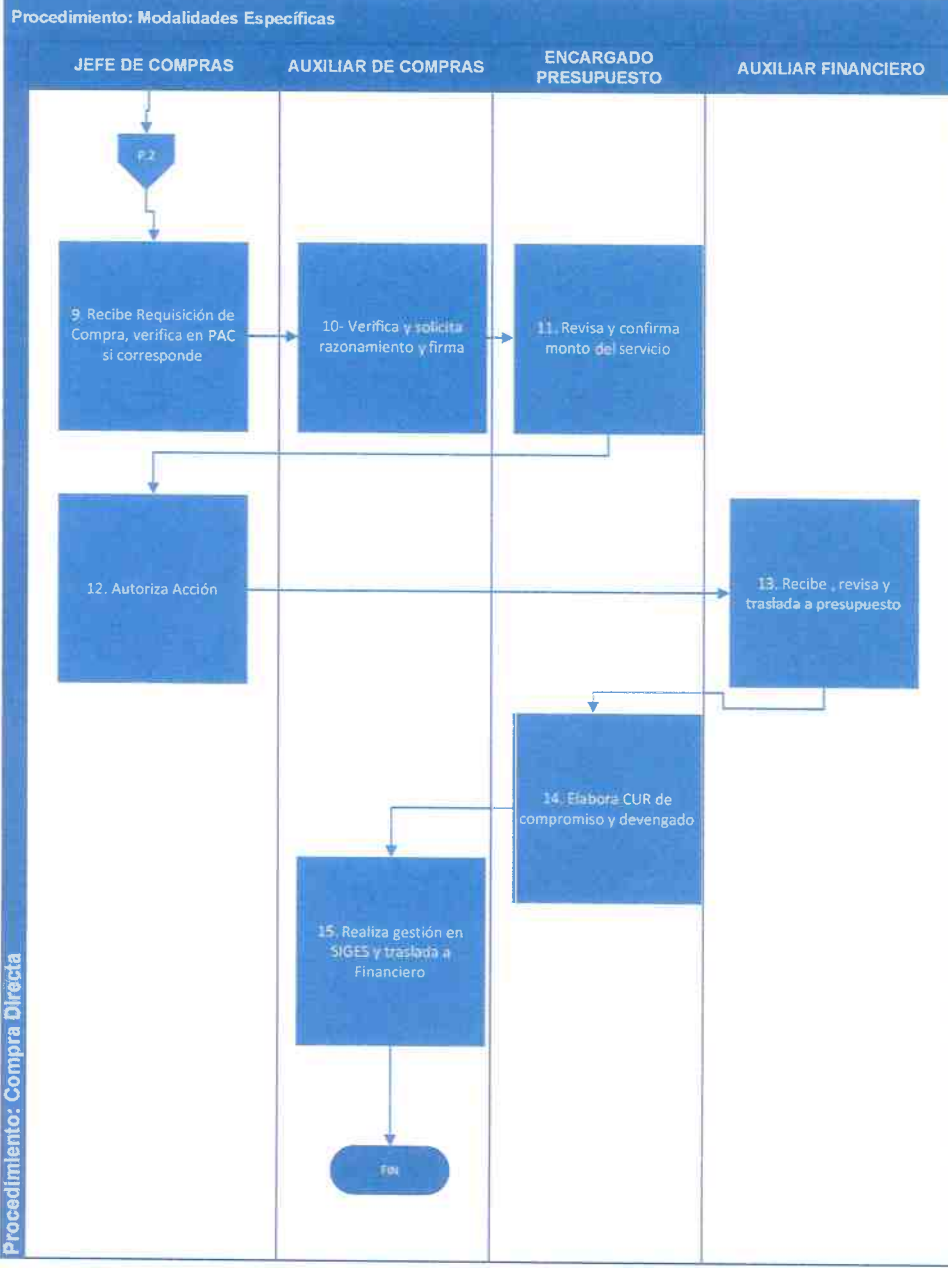 Procedimiento: Modalidades Específicas
JEFE DE COMPRAS
AUXILIAR DE COMPRAS
ENCARGADO
PRESUPUESTO
AUXILIAR FINANCIERO
P.2
9. Recibe Requisición de
Compra, verifica en PAC
si corresponde
10- Verifica y solicita
razonamiento y firma
11. Revisa y confirma
monto del servicio
12. Autoriza Acción
13. Recibe , revisa y
traslada a presupuesto
14. Elabora CUR de
compromiso y devengado
15. Realiza gestión en
SIGES y traslada a
Financiero
FIN
Procedimiento: Compra Directa